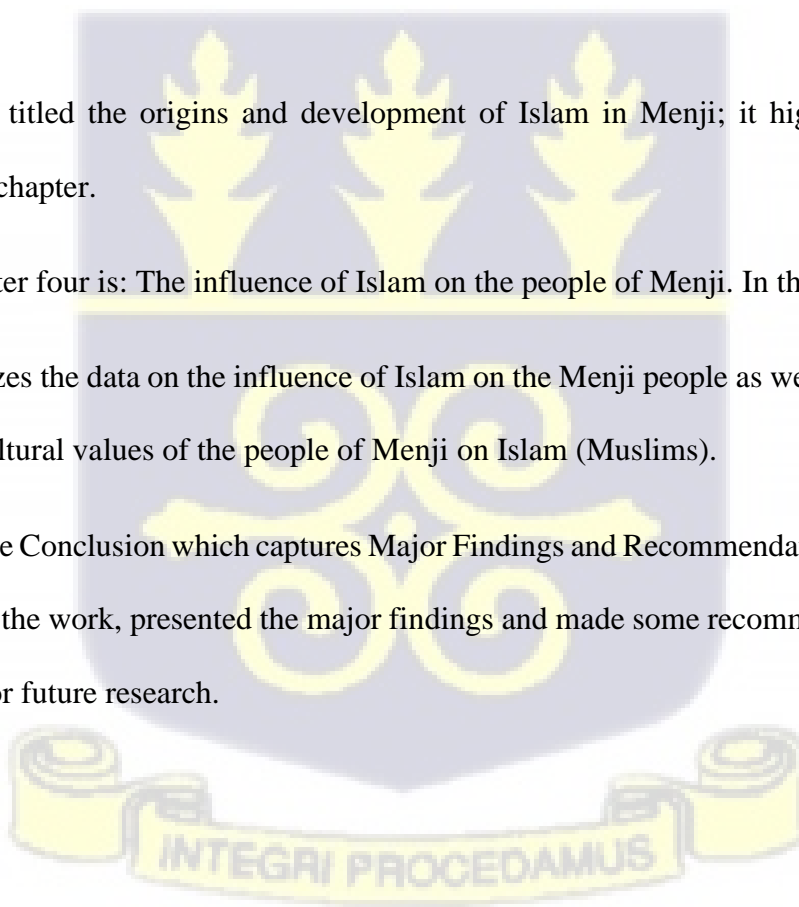 titled the origins and development of Islam in Menji; it hig
chapter.
ter four is: The influence of Islam on the people of Menji. In th
zes the data on the influence of Islam on the Menji people as we
ltural values of the people of Menji on Islam (Muslims).
e Conclusion which captures Major Findings and Recommenda
the work, presented the major findings and made some recomm
or future research.
INTEGRI PROCEDAMUS